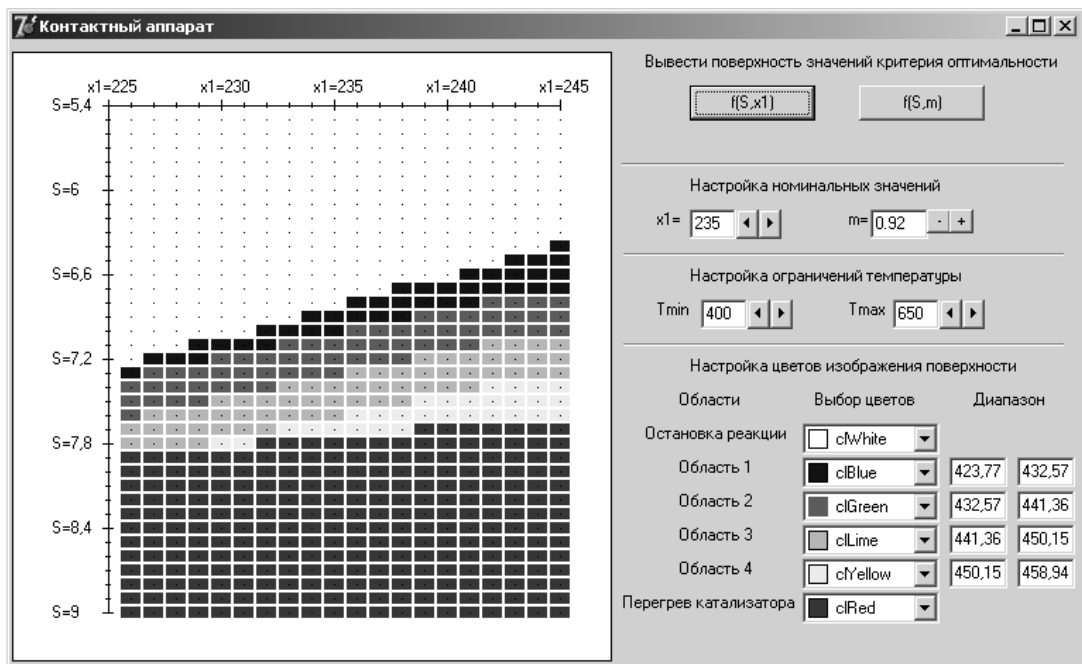 Контактный аппарат
x1=225 x1=230 x1=235 x1=240 x1=245
S=5,4
S=6
S=6,6
S=7,2
S=7,8
S=8,4
S=9
Вывести поверхность значений критерия оптимальности
f(S,x1) f(S,m)
Настройка номинальных значений
x1= 235 m= 0.92 - +
Настройка ограничений температуры
Tmin 400 Tmax 650
Настройка цветов изображения поверхности
Области Выбор цветов Диапазон
Остановка реакции clWhite
Область 1 clBlue 423,77 432,57
Область 2 clGreen 432,57 441,36
Область 3 clLime 441,36 450,15
Область 4 clYellow 450,15 458,94
Перегрев катализатора clRed